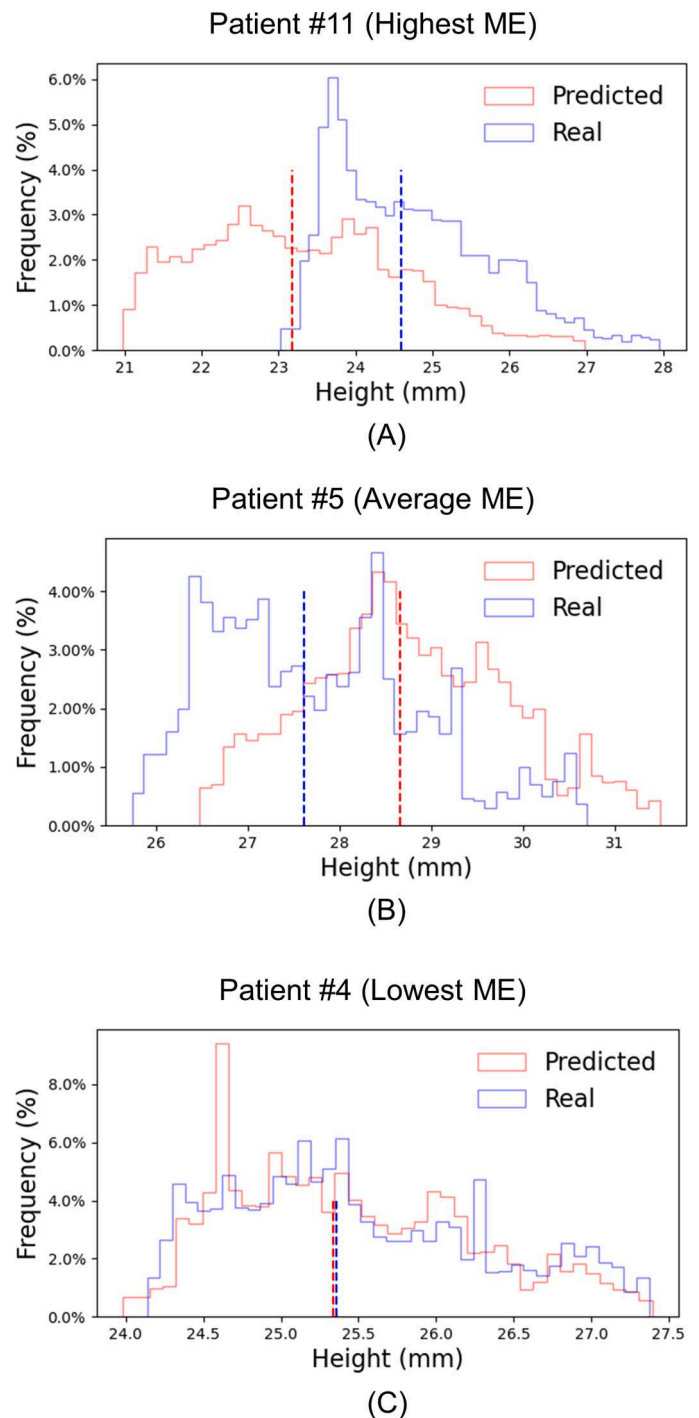 Patient #11 (Highest ME)
6.0%
5.0%
4.0%
3.0%
2.0%
1.0%
0.0%
Frequency (%)
Predicted
Real
21 22 23 24 25 26 27 28
Height (mm)
(A)
Patient #5 (Average ME)
4.00%
3.00%
2.00%
1.00%
0.00%
Frequency (%)
Predicted
Real
26 27 28 29 30 31
Height (mm)
(B)
Patient #4 (Lowest ME)
8.0%
6.0%
4.0%
2.0%
0.0%
Frequency (%)
Predicted
Real
24.0 24.5 25.0 25.5 26.0 26.5 27.0 27.5
Height (mm)
(C)